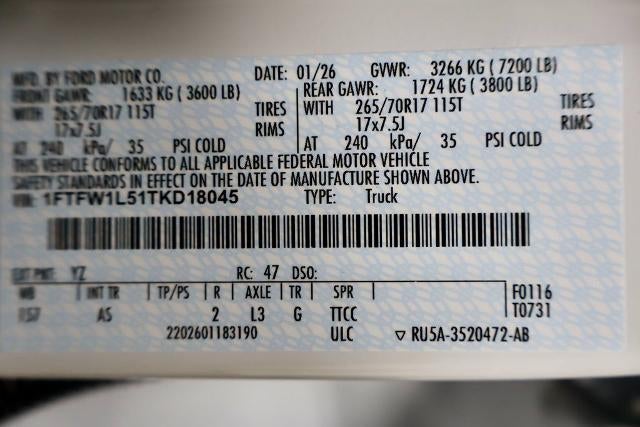 MFD. BY FORD MOTOR CO. DATE: 01/26 GVWR: 3266 KG ( 7200 LB)
FRONT GAWR: 1633 KG ( 3600 LB) REAR GAWR: 1724 KG ( 3800 LB)
WITH 265/70R17 115T TIRES WITH 265/70R17 115T TIRES
17x7.5J RIMS 17x7.5J RIMS
AT 240 kPa/ 35 PSI COLD AT 240 kPa/ 35 PSI COLD
THIS VEHICLE CONFORMS TO ALL APPLICABLE FEDERAL MOTOR VEHICLE
SAFETY STANDARDS IN EFFECT ON THE DATE OF MANUFACTURE SHOWN ABOVE.
VIN: 1FTFW1L51TKD18045 TYPE: Truck
EXT PNT: YZ RC: 47 DSO:
WB INT TR TP/PS R AXLE TR SPR F0116
157 AS 2 L3 G TTCC T0731
2202601183190 ULC ▽ RU5A-3520472-AB